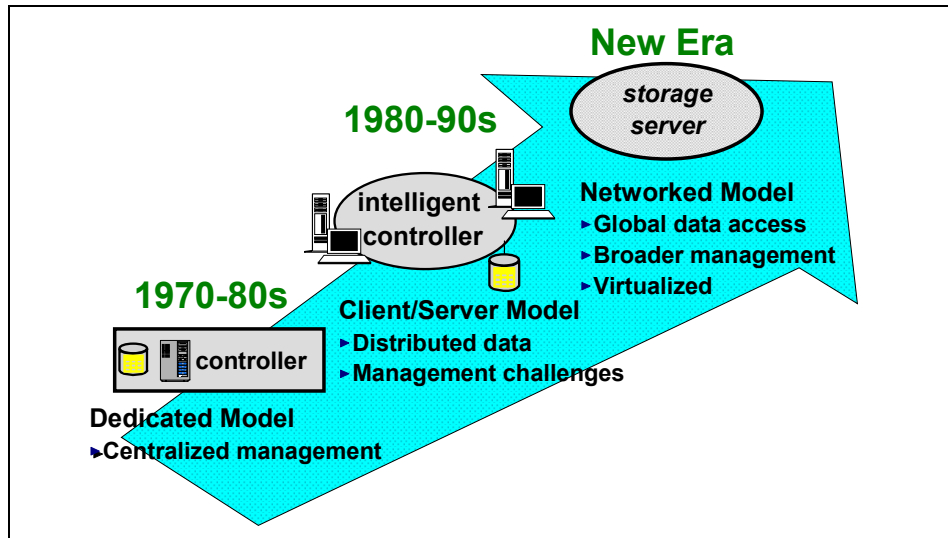 New Era
storage
server
1980-90s
Networked Model
Global data access
Broader management
Virtualized
intelligent
controller
1970-80s
Client/Server Model
Distributed data
Management challenges
controller
Dedicated Model
Centralized management